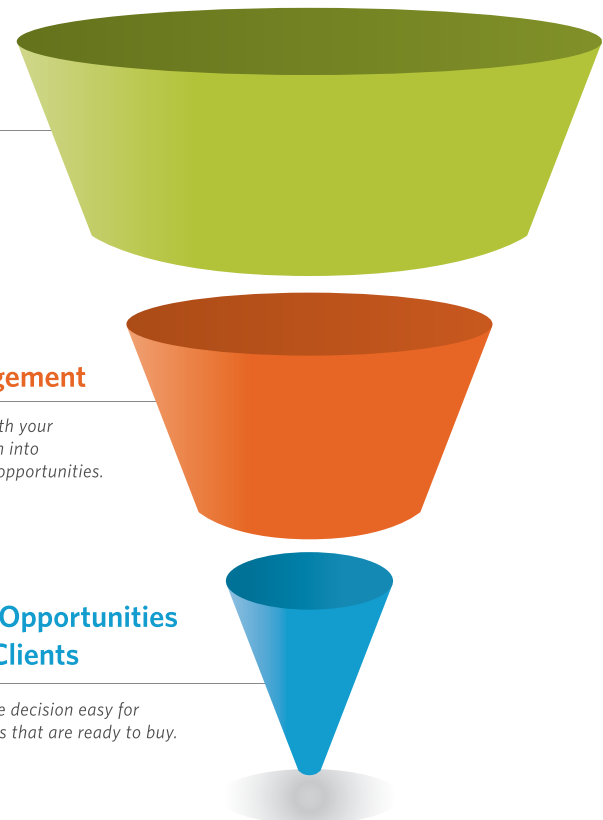 gement
th your
n into
opportunities.
Opportunities
Clients
e decision easy for
s that are ready to buy.